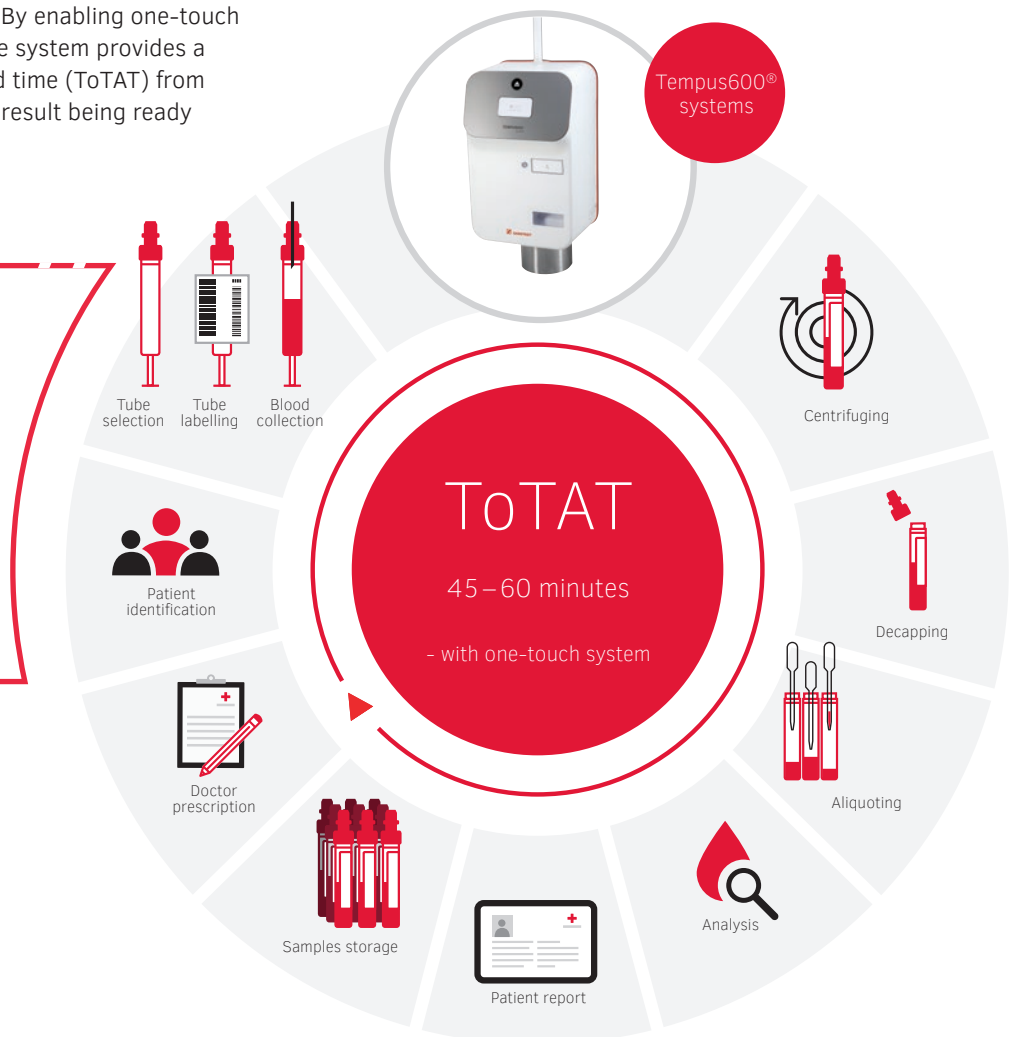 By enabling one-touch
e system provides a
d time (ToTAT) from
result being ready
Tempus600®
systems
Tube
selection
Tube
labelling
Blood
collection
Centrifuging
Patient
identification
ToTAT
45–60 minutes
- with one-touch system
Decapping
Doctor
prescription
Aliquoting
Samples storage
Analysis
Patient report